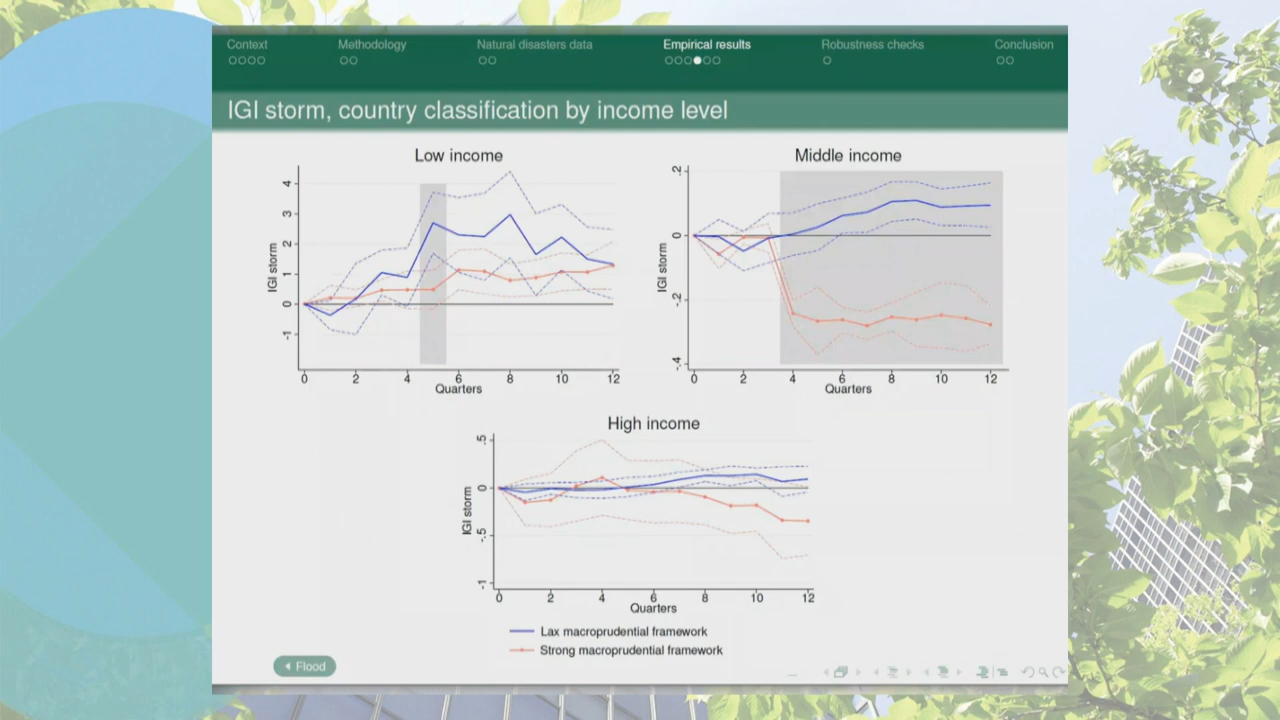 Context
Methodology
Natural disasters data
Empirical results
Robustness checks
Conclusion
IGI storm, country classification by income level
Low income
IGI storm
4
3
2
1
0
-1
0 2 4 6 8 10 12
Quarters
Middle income
IGI storm
.2
0
-.2
-.4
0 2 4 6 8 10 12
Quarters
High income
IGI storm
.5
0
-.5
-1
0 2 4 6 8 10 12
Quarters
Lax macroprudential framework
Strong macroprudential framework
Flood